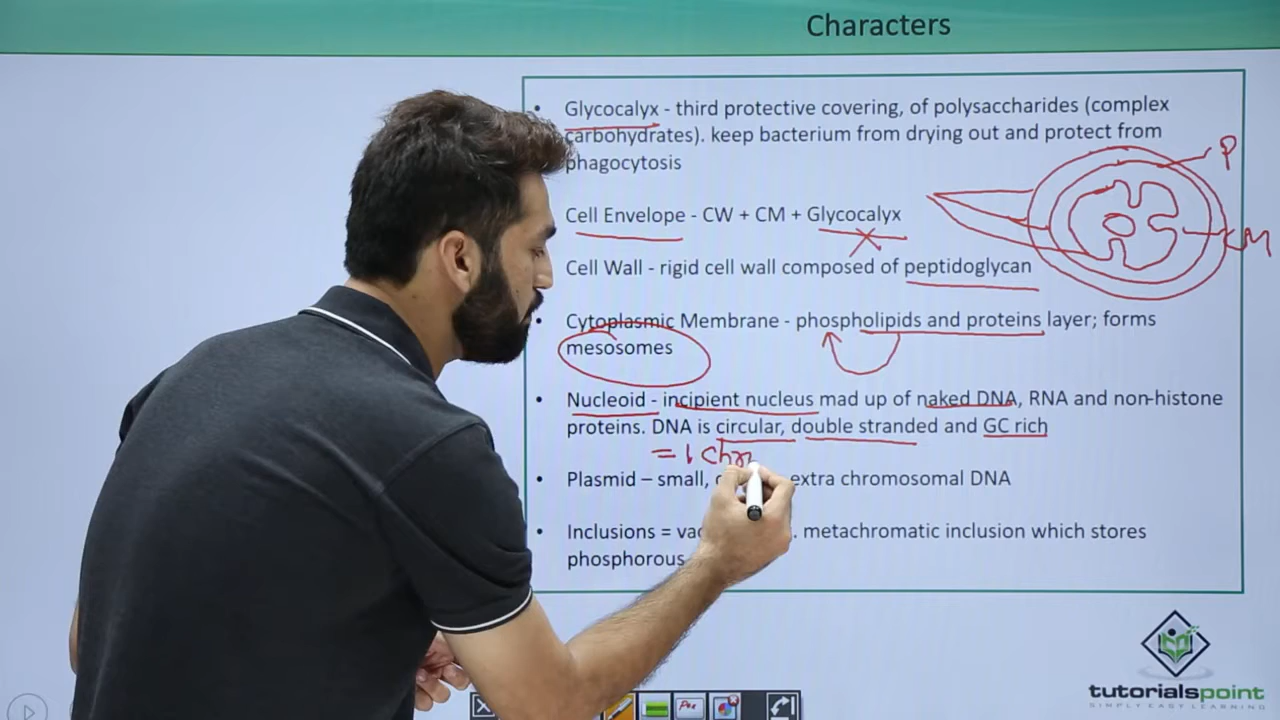 Characters
• Glycocalyx - third protective covering, of polysaccharides (complex
carbohydrates). keep bacterium from drying out and protect from
phagocytosis
P
Cell Envelope - CW + CM + Glycocalyx
CM
Cell Wall - rigid cell wall composed of peptidoglycan
• Cytoplasmic Membrane - phospholipids and proteins layer; forms
mesosomes
• Nucleoid - incipient nucleus mad up of naked DNA, RNA and non-histone
proteins. DNA is circular, double stranded and GC rich
= 1 chr
• Plasmid – small, extra chromosomal DNA
• Inclusions = metachromatic inclusion which stores
phosphorous
tutorialspoint
SIMPLY EASY LEARNING